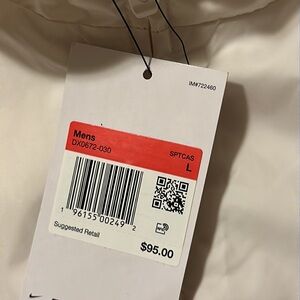 IM#722460
Mens
DX0672-030
SPTCAS
L
1 96155 00249 2
Suggested Retail
$95.00